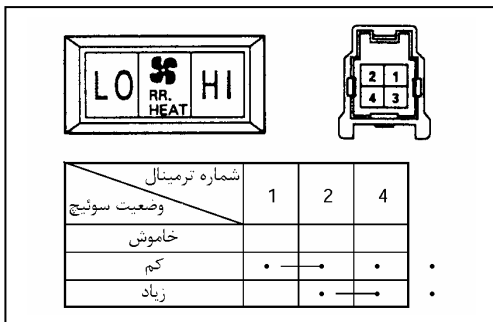 LO RR. HEAT HI
2 1
4 3
شماره ترمینال
وضعیت سوئیچ
1 2 4
خاموش
کم
زیاد